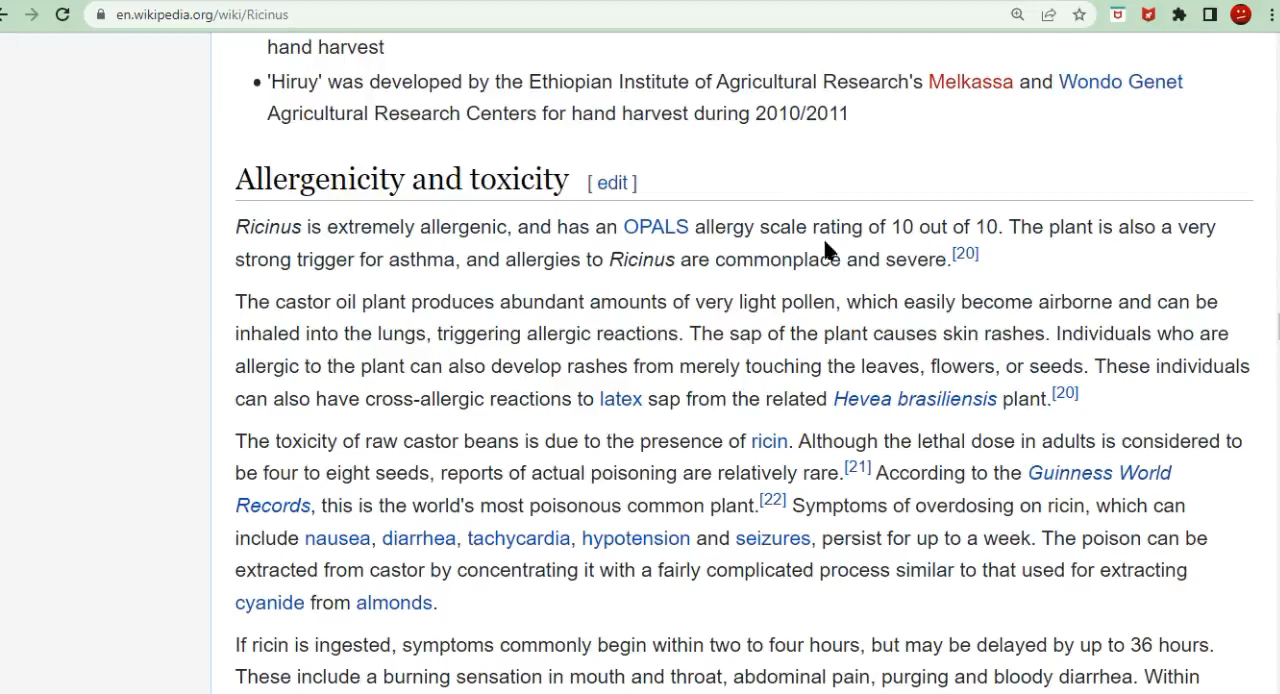 en.wikipedia.org/wiki/Ricinus
hand harvest
• 'Hiruy' was developed by the Ethiopian Institute of Agricultural Research's Melkassa and Wondo Genet
Agricultural Research Centers for hand harvest during 2010/2011
Allergenicity and toxicity [ edit ]
Ricinus is extremely allergenic, and has an OPALS allergy scale rating of 10 out of 10. The plant is also a very
strong trigger for asthma, and allergies to Ricinus are commonplace and severe.[20]
The castor oil plant produces abundant amounts of very light pollen, which easily become airborne and can be
inhaled into the lungs, triggering allergic reactions. The sap of the plant causes skin rashes. Individuals who are
allergic to the plant can also develop rashes from merely touching the leaves, flowers, or seeds. These individuals
can also have cross-allergic reactions to latex sap from the related Hevea brasiliensis plant.[20]
The toxicity of raw castor beans is due to the presence of ricin. Although the lethal dose in adults is considered to
be four to eight seeds, reports of actual poisoning are relatively rare.[21] According to the Guinness World
Records, this is the world's most poisonous common plant.[22] Symptoms of overdosing on ricin, which can
include nausea, diarrhea, tachycardia, hypotension and seizures, persist for up to a week. The poison can be
extracted from castor by concentrating it with a fairly complicated process similar to that used for extracting
cyanide from almonds.
If ricin is ingested, symptoms commonly begin within two to four hours, but may be delayed by up to 36 hours.
These include a burning sensation in mouth and throat, abdominal pain, purging and bloody diarrhea. Within